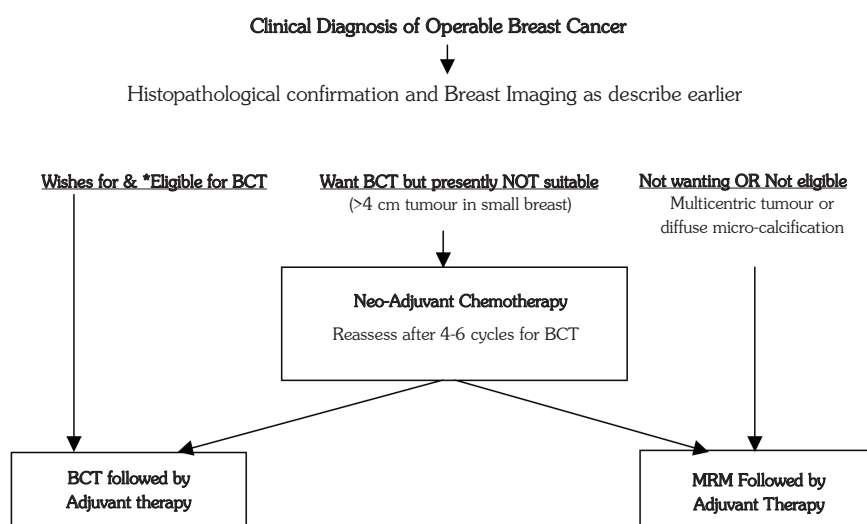 Clinical Diagnosis of Operable Breast Cancer
Histopathological confirmation and Breast Imaging as describe earlier
Wishes for & *Eligible for BCT
Want BCT but presently NOT suitable
(>4 cm tumour in small breast)
Not wanting OR Not eligible
Multicentric tumour or
diffuse micro-calcification
Neo-Adjuvant Chemotherapy
Reassess after 4-6 cycles for BCT
BCT followed by
Adjuvant therapy
MRM Followed by
Adjuvant Therapy